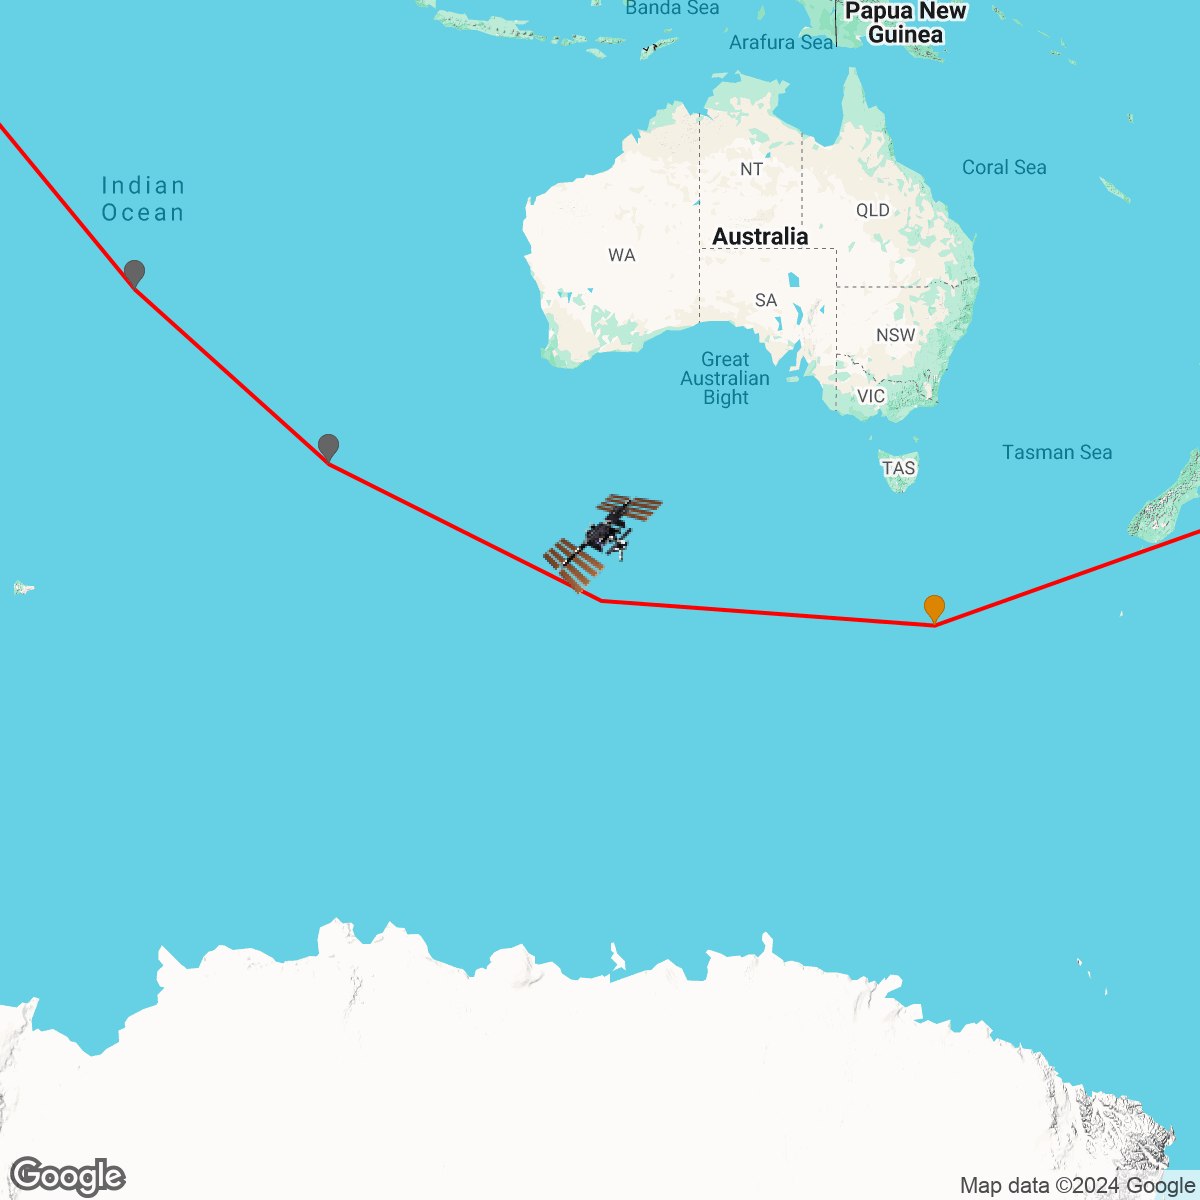 Banda Sea
Papua New
Guinea
Arafura Sea
Coral Sea
NT
Indian
Ocean
QLD
Australia
WA
SA
NSW
Great
Australian
Bight
VIC
Tasman Sea
TAS
Google
Map data ©2024 Google